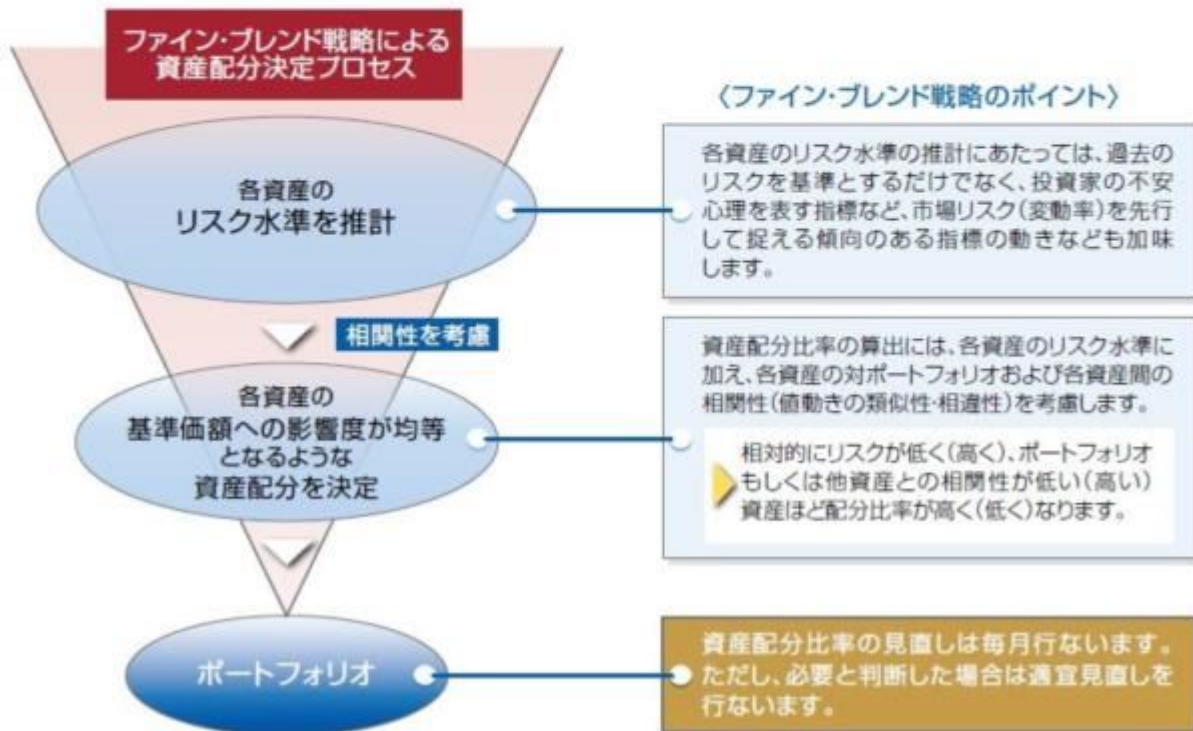 ファイン・ブレンド戦略による
資産配分決定プロセス
〈ファイン・ブレンド戦略のポイント〉
各資産の
リスク水準を推計
各資産のリスク水準の推計にあたっては、過去の
リスクを基準とするだけでなく、投資家の不安
心理を表す指標など、市場リスク(変動率)を先行
して捉える傾向のある指標の動きなども加味
します。
相関性を考慮
各資産の
基準価額への影響度が均等
となるような
資産配分を決定
資産配分比率の算出には、各資産のリスク水準に
加え、各資産の対ポートフォリオおよび各資産間の
相関性(値動きの類似性・相違性)を考慮します。
相対的にリスクが低く(高く)、ポートフォリオ
もしくは他資産との相関性が低い(高い)
資産ほど配分比率が高く(低く)なります。
ポートフォリオ
資産配分比率の見直しは毎月行ないます。
ただし、必要と判断した場合は適宜見直しを
行ないます。